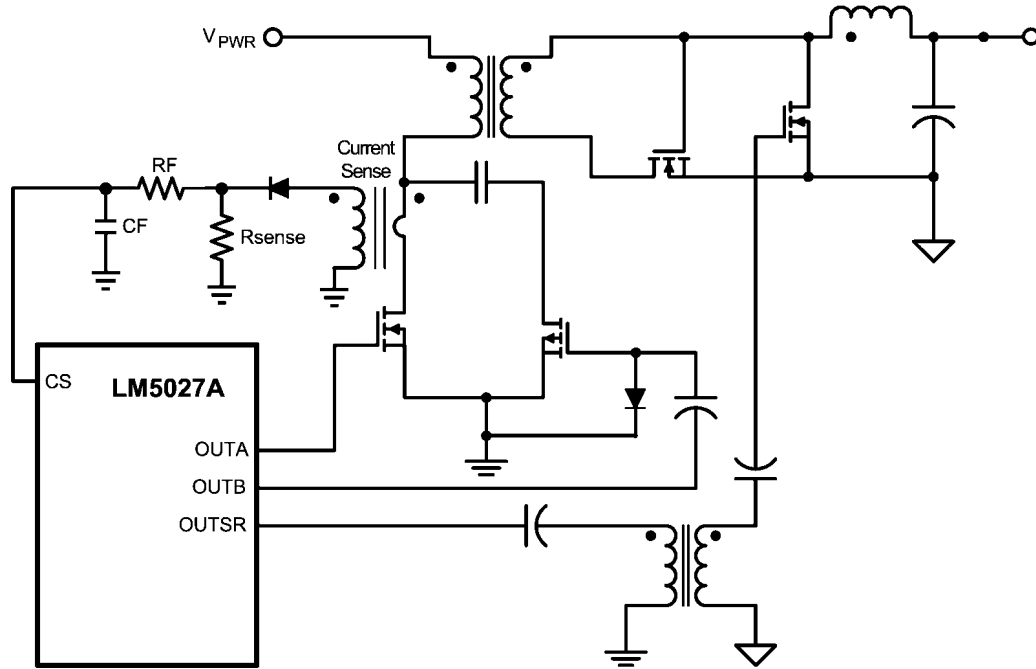 VPWR
Current
Sense
RF
CF
Rsense
CS
LM5027A
OUTA
OUTB
OUTSR